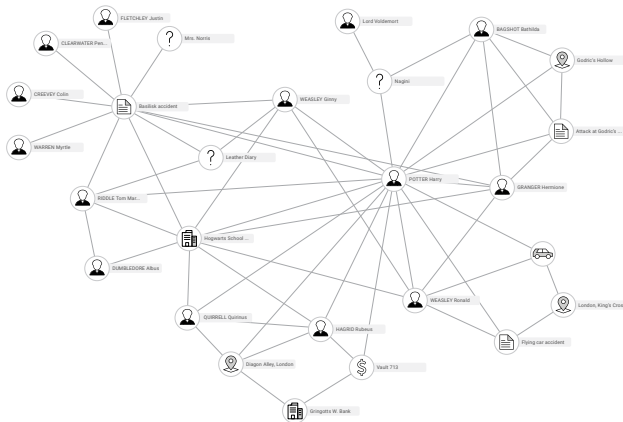 FLETCHLEY Justin
Lord Voldemort
BAGSHOT Bathilda
Mrs. Norris
CLEARWATER Pen...
Godric's Hollow
Nagini
CREEVEY Colin
WEASLEY Ginny
Basilisk accident
Attack at Godric's ...
WARREN Myrtle
Leather Diary
POTTER Harry
GRANGER Hermione
RIDDLE Tom Mar...
Hogwarts School ...
DUMBLEDORE Albus
WEASLEY Ronald
London, King's Cros
QUIRRELL Quirinus
HAGRID Rubeus
Flying car accident
Diagon Alley, London
Vault 713
Gringotts W. Bank